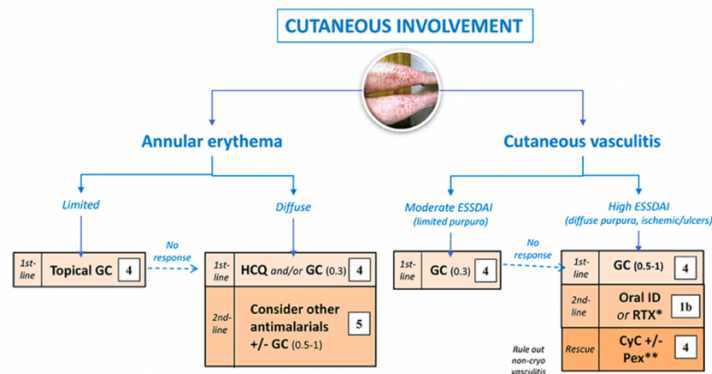 CUTANEOUS INVOLVEMENT
Annular erythema
Cutaneous vasculitis
Limited
Diffuse
Moderate ESSDAI
(limited purpura)
High ESSDAI
(diffuse purpura, ischemic/ulcers)
1st-
line
Topical GC
4
No
response
1st-
line
HCQ and/or GC (0.3)
4
2nd-
line
Consider other
antimalarials
+/- GC (0.5-1)
5
1st-
line
GC (0.3)
4
No
response
1st-
line
GC (0.5-1)
4
2nd-
line
Oral ID
or RTX*
1b
Rescue
CyC +/-
Pex**
4
Rule out
non-cryo
vasculitis